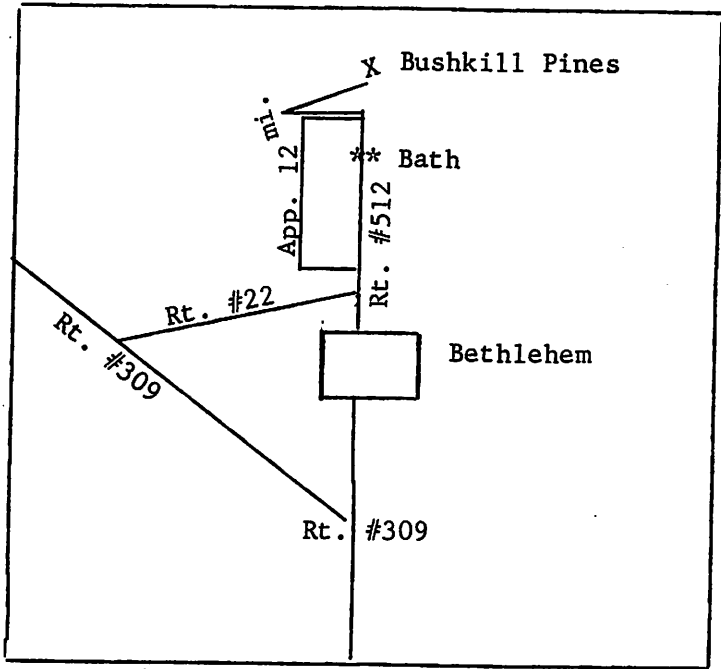 X Bushkill Pines
App. 12 mi.
** Bath
Rt. #512
Rt. #22
Rt. #309
Bethlehem
Rt. #309